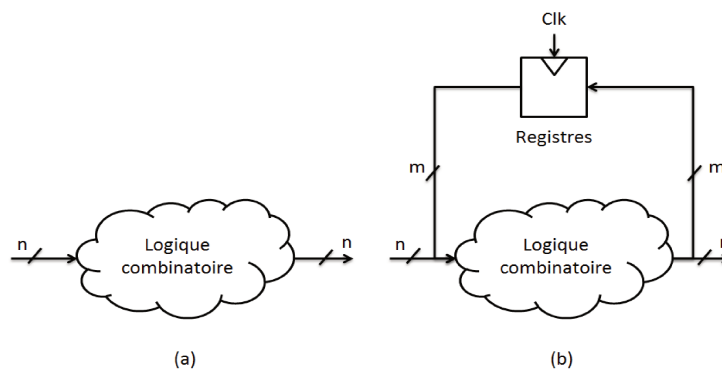 Clk
Registres
m
m
n
Logique
combinatoire
n
n
Logique
combinatoire
(a)
(b)